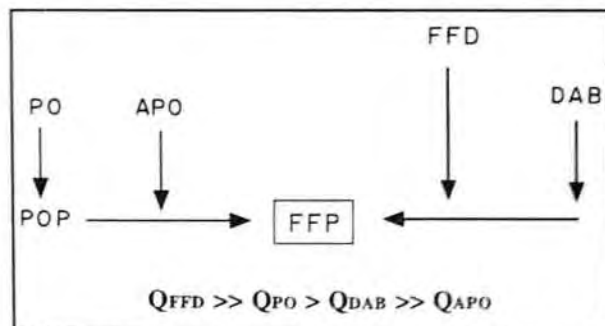 FFD
DAB
PO APO
POP FFP
QFFD >> QPO > QDAB >> QAPO